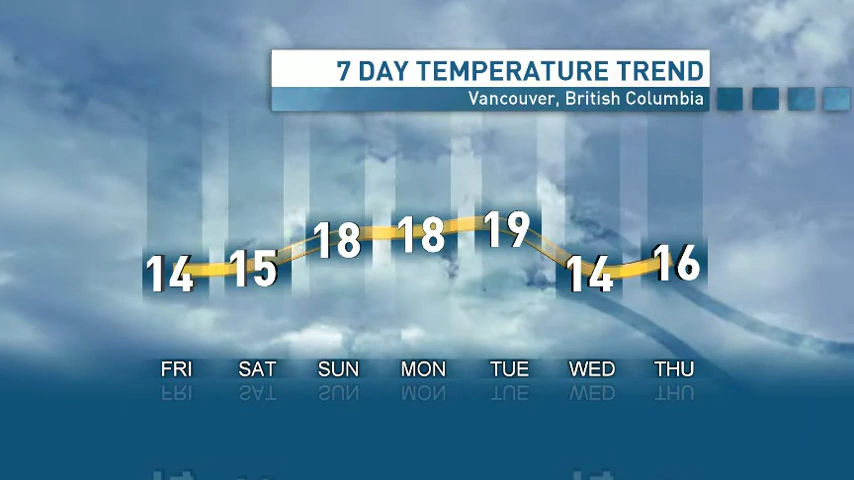 7 DAY TEMPERATURE TREND
Vancouver, British Columbia
14 15 18 18 19 14 16
FRI SAT SUN MON TUE WED THU